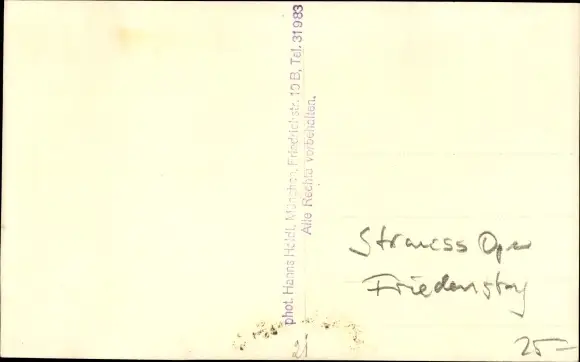 phot. Hanns Holdt, München, Friedrichstr. 10 B, Tel. 31983
Alle Rechte vorbehalten.
Strauss Oper
Friedenstag
25-